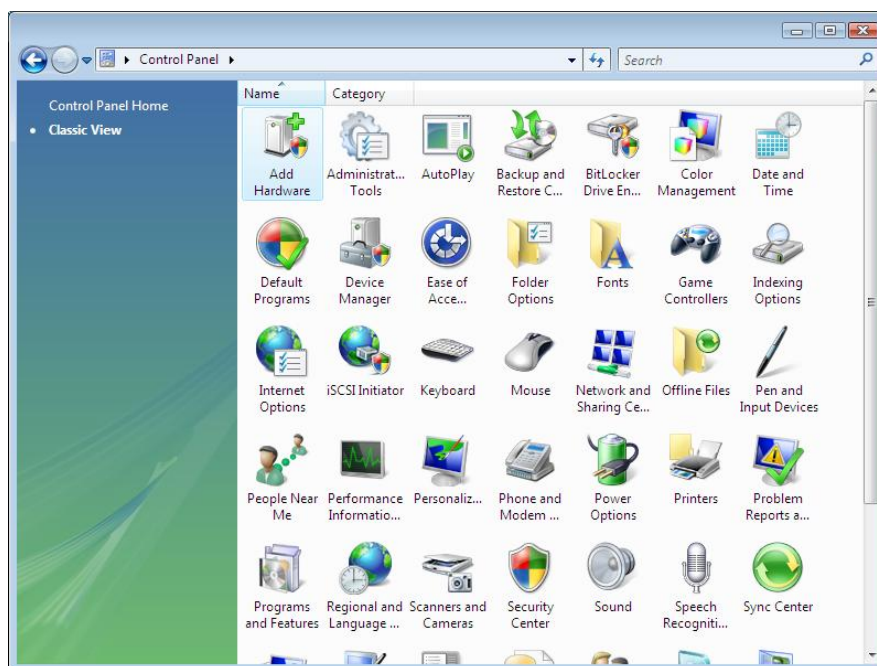 Control Panel
Search
Control Panel Home
Classic View
Name Category
Add Administrat... AutoPlay Backup and BitLocker Color Date and
Hardware Tools Restore C... Drive En... Management Time
Default Device Ease of Folder Fonts Game Indexing
Programs Manager Acce... Options Controllers Options
Internet iSCSI Initiator Keyboard Mouse Network and Offline Files Pen and
Options Sharing Ce... Input Devices
People Near Performance Personaliz... Phone and Power Printers Problem
Me Informatio... Modem ... Options Reports a...
Programs Regional and Scanners and Security Sound Speech Sync Center
and Features Language ... Cameras Center Recogniti...